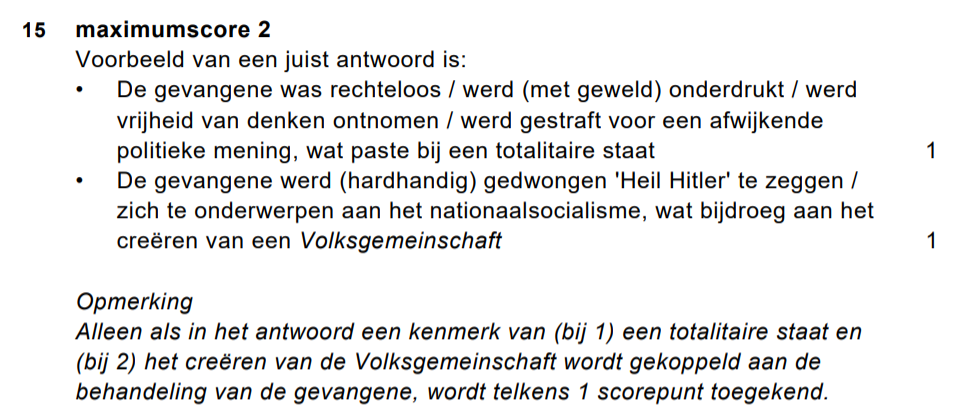 15 maximumscore 2
Voorbeeld van een juist antwoord is:
• De gevangene was rechteloos / werd (met geweld) onderdrukt / werd
vrijheid van denken ontnomen / werd gestraft voor een afwijkende
politieke mening, wat paste bij een totalitaire staat 1
• De gevangene werd (hardhandig) gedwongen 'Heil Hitler' te zeggen /
zich te onderwerpen aan het nationaalsocialisme, wat bijdroeg aan het
creëren van een Volksgemeinschaft 1
Opmerking
Alleen als in het antwoord een kenmerk van (bij 1) een totalitaire staat en
(bij 2) het creëren van de Volksgemeinschaft wordt gekoppeld aan de
behandeling van de gevangene, wordt telkens 1 scorepunt toegekend.